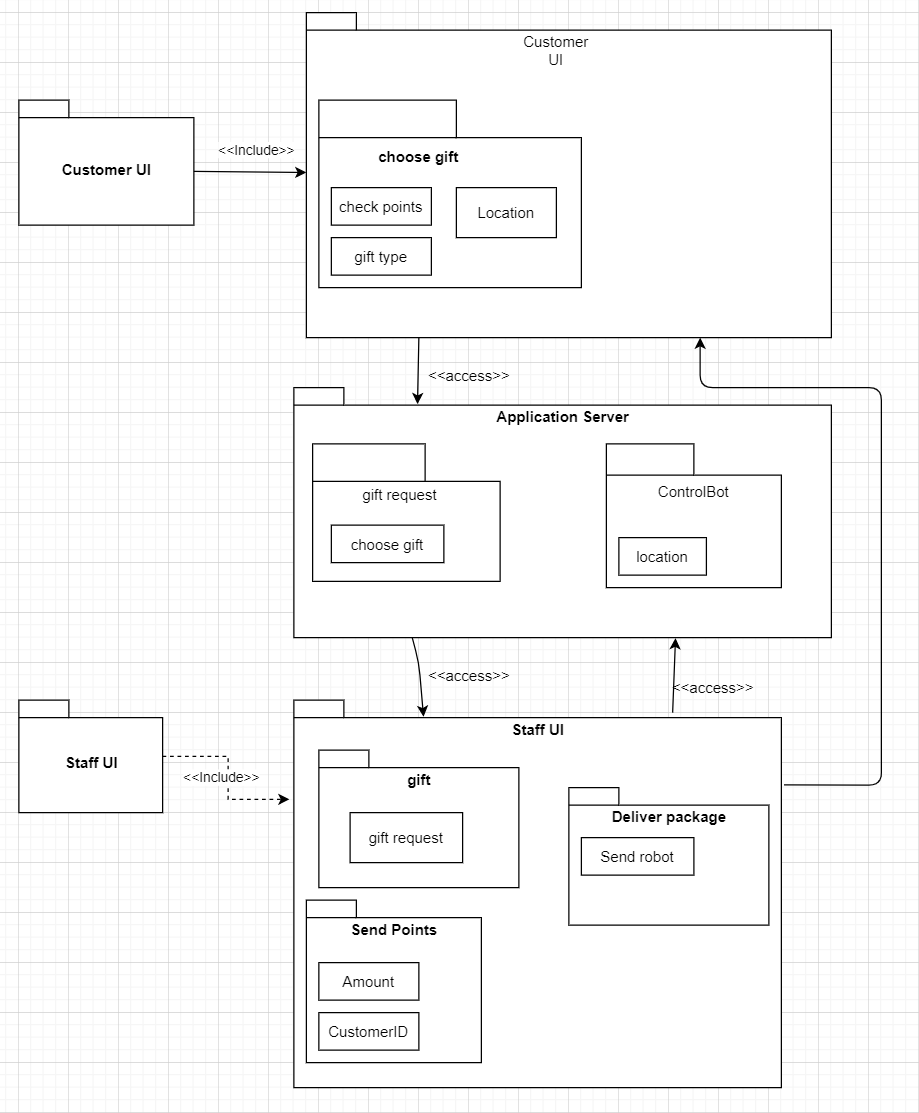 Customer
UI
Customer UI
<<Include>>
choose gift
check points
Location
gift type
<<access>>
Application Server
gift request
choose gift
ControlBot
location
<<access>>
<<access>>
Staff UI
<<Include>>
Staff UI
gift
gift request
Deliver package
Send robot
Send Points
Amount
CustomerID